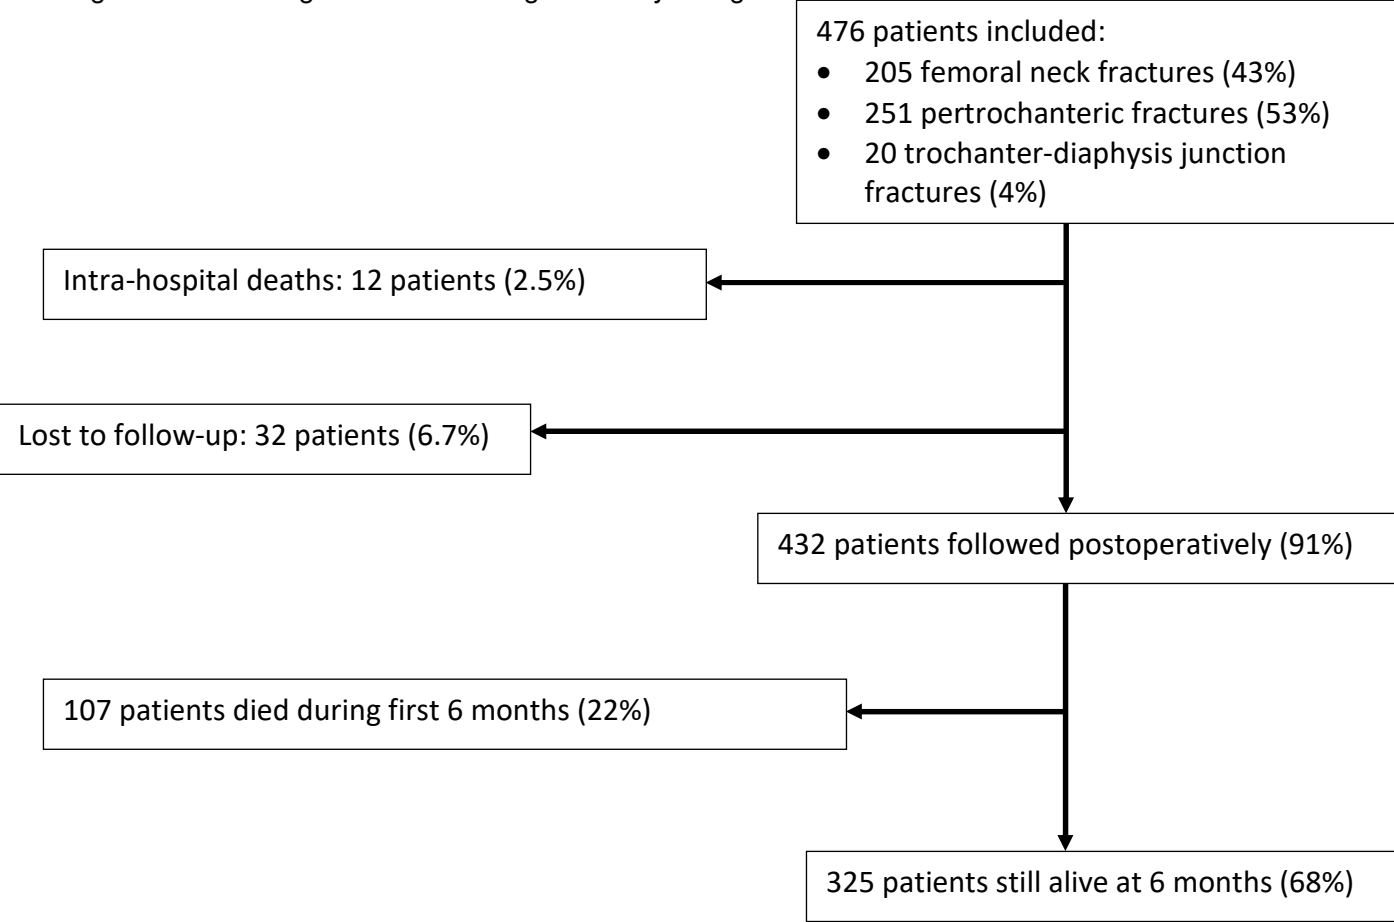 476 patients included:
• 205 femoral neck fractures (43%)
• 251 pertrochanteric fractures (53%)
• 20 trochanter-diaphysis junction
fractures (4%)
Intra-hospital deaths: 12 patients (2.5%)
Lost to follow-up: 32 patients (6.7%)
432 patients followed postoperatively (91%)
107 patients died during first 6 months (22%)
325 patients still alive at 6 months (68%)